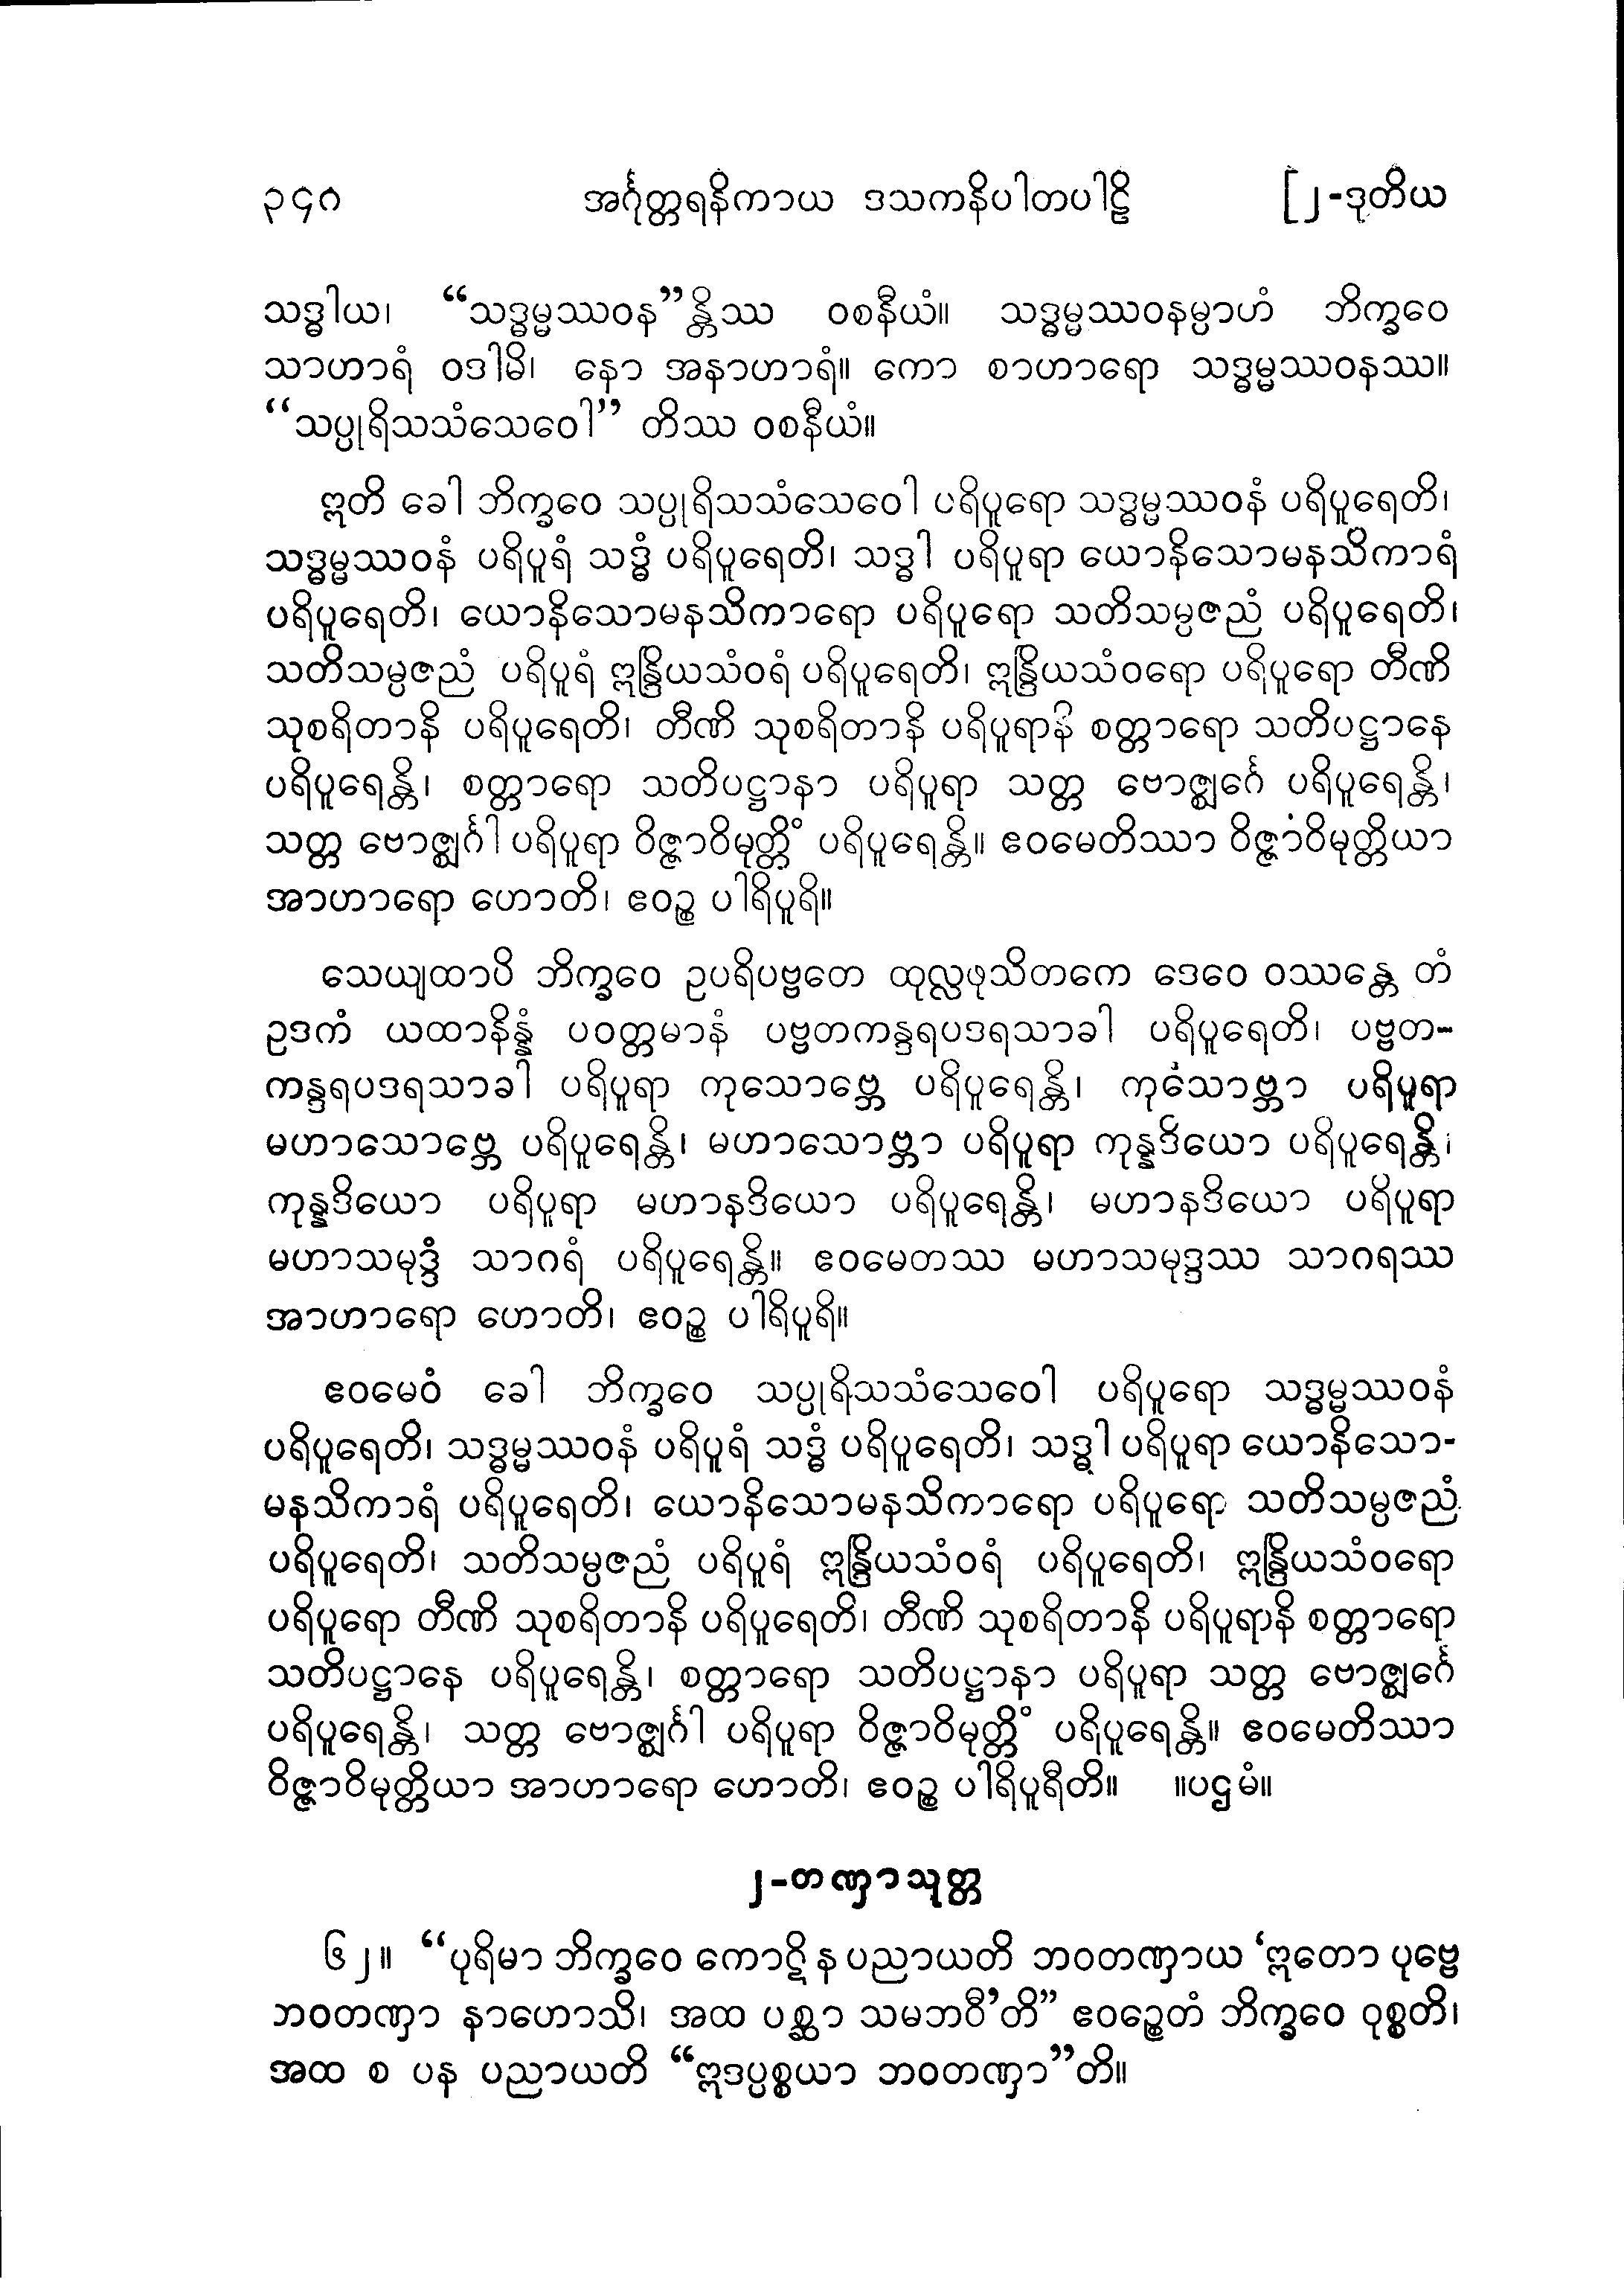 ၃၄၈ အင်္ဂုတ္တရနိကာယ ဒသကနိပါတပါဠိ [၂-ဒုတိယ
သဒ္ဓါယ၊ “သဒ္ဓမ္မဿဝန”န္တိဿ ဝစနီယံ။ သဒ္ဓမ္မဿဝနမ္ပာဟံ ဘိက္ခဝေ
သာဟာရံ ဝဒါမိ၊ နော အနာဟာရံ။ ကော စာဟာရော သဒ္ဓမ္မဿဝနဿ။
“သပ္ပုရိသသံသေဝေါ” တိဿ ဝစနီယံ။
ဣတိ ခေါ ဘိက္ခဝေ သပ္ပုရိသသံသေဝေါ ပရိပူရော သဒ္ဓမ္မဿဝနံ ပရိပူရေတိ၊
သဒ္ဓမ္မဿဝနံ ပရိပူရံ သဒ္ဓံ ပရိပူရေတိ၊ သဒ္ဓါ ပရိပူရာ ယောနိသောမနသိကာရံ
ပရိပူရေတိ၊ ယောနိသောမနသိကာရော ပရိပူရော သတိသမ္ပဇညံ ပရိပူရေတိ၊
သတိသမ္ပဇညံ ပရိပူရံ ဣန္ဒြိယသံဝရံ ပရိပူရေတိ၊ ဣန္ဒြိယသံဝရော ပရိပူရော တီဏိ
သုစရိတာနိ ပရိပူရေတိ၊ တီဏိ သုစရိတာနိ ပရိပူရာနိ စတ္တာရော သတိပဋ္ဌာနေ
ပရိပူရေန္တိ၊ စတ္တာရော သတိပဋ္ဌာနာ ပရိပူရာ သတ္တ ဗောဇ္ဈင်္ဂေ ပရိပူရေန္တိ၊
သတ္တ ဗောဇ္ဈင်္ဂါ ပရိပူရာ ဝိဇ္ဇာဝိမုတ္တိံ ပရိပူရေန္တိ။ ဧဝမေတိဿာ ဝိဇ္ဇာဝိမုတ္တိယာ
အာဟာရော ဟောတိ၊ ဧဝဉ္စ ပါရိပူရိ။
သေယျထာပိ ဘိက္ခဝေ ဥပရိပဗ္ဗတေ ထုလ္လဖုသိတကေ ဒေဝေ ဝဿန္တေ တံ
ဥဒကံ ယထာနိန္နံ ပဝတ္တမာနံ ပဗ္ဗတကန္ဒရပဒရသာခါ ပရိပူရေတိ၊ ပဗ္ဗတ-
ကန္ဒရပဒရသာခါ ပရိပူရာ ကုသောဗ္ဘေ ပရိပူရေန္တိ၊ ကုသောဗ္ဘာ ပရိပူရာ
မဟာသောဗ္ဘေ ပရိပူရေန္တိ၊ မဟာသောဗ္ဘာ ပရိပူရာ ကုန္နဒိယော ပရိပူရေန္တိ၊
ကုန္နဒိယော ပရိပူရာ မဟာနဒိယော ပရိပူရေန္တိ၊ မဟာနဒိယော ပရိပူရာ
မဟာသမုဒ္ဒံ သာဂရံ ပရိပူရေန္တိ။ ဧဝမေတဿ မဟာသမုဒ္ဒဿ သာဂရဿ
အာဟာရော ဟောတိ၊ ဧဝဉ္စ ပါရိပူရိ။
ဧဝမေဝံ ခေါ ဘိက္ခဝေ သပ္ပုရိသသံသေဝေါ ပရိပူရော သဒ္ဓမ္မဿဝနံ
ပရိပူရေတိ၊ သဒ္ဓမ္မဿဝနံ ပရိပူရံ သဒ္ဓံ ပရိပူရေတိ၊ သဒ္ဓါ ပရိပူရာ ယောနိသော-
မနသိကာရံ ပရိပူရေတိ၊ ယောနိသောမနသိကာရော ပရိပူရော သတိသမ္ပဇညံ
ပရိပူရေတိ၊ သတိသမ္ပဇညံ ပရိပူရံ ဣန္ဒြိယသံဝရံ ပရိပူရေတိ၊ ဣန္ဒြိယသံဝရော
ပရိပူရော တီဏိ သုစရိတာနိ ပရိပူရေတိ၊ တီဏိ သုစရိတာနိ ပရိပူရာနိ စတ္တာရော
သတိပဋ္ဌာနေ ပရိပူရေန္တိ၊ စတ္တာရော သတိပဋ္ဌာနာ ပရိပူရာ သတ္တ ဗောဇ္ဈင်္ဂေ
ပရိပူရေန္တိ၊ သတ္တ ဗောဇ္ဈင်္ဂါ ပရိပူရာ ဝိဇ္ဇာဝိမုတ္တိံ ပရိပူရေန္တိ။ ဧဝမေတိဿာ
ဝိဇ္ဇာဝိမုတ္တိယာ အာဟာရော ဟောတိ၊ ဧဝဉ္စ ပါရိပူရီတိ။ ။ပဌမံ။
၂-တဏှာသုတ္တ
၆၂။ “ပုရိမာ ဘိက္ခဝေ ကောဋိ န ပညာယတိ ဘဝတဏှာယ ‘ဣတော ပုဗ္ဗေ
ဘဝတဏှာ နာဟောသိ၊ အထ ပစ္ဆာ သမဘဝီ’တိ” ဧဝဉ္စေတံ ဘိက္ခဝေ ဝုစ္စတိ၊
အထ စ ပန ပညာယတိ “ဣဒပ္ပစ္စယာ ဘဝတဏှာ”တိ။